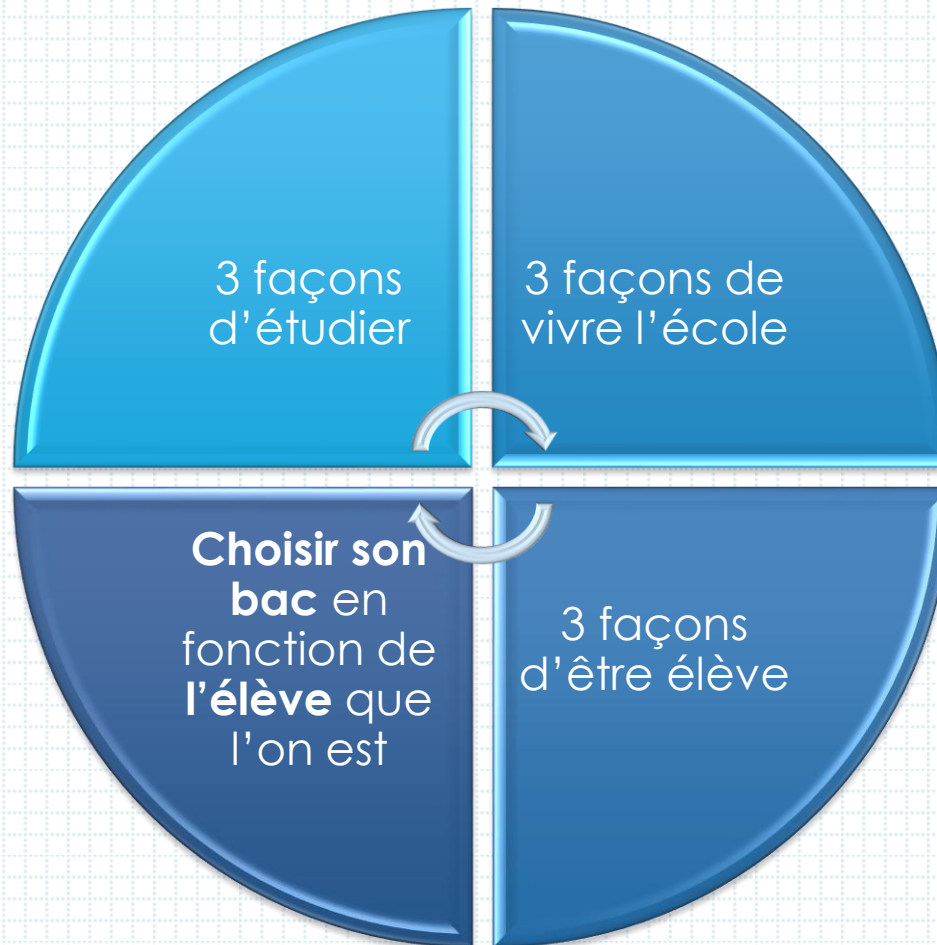 3 façons
d’étudier
3 façons de
vivre l’école
Choisir son
bac en
fonction de
l’élève que
l’on est
3 façons
d’être élève